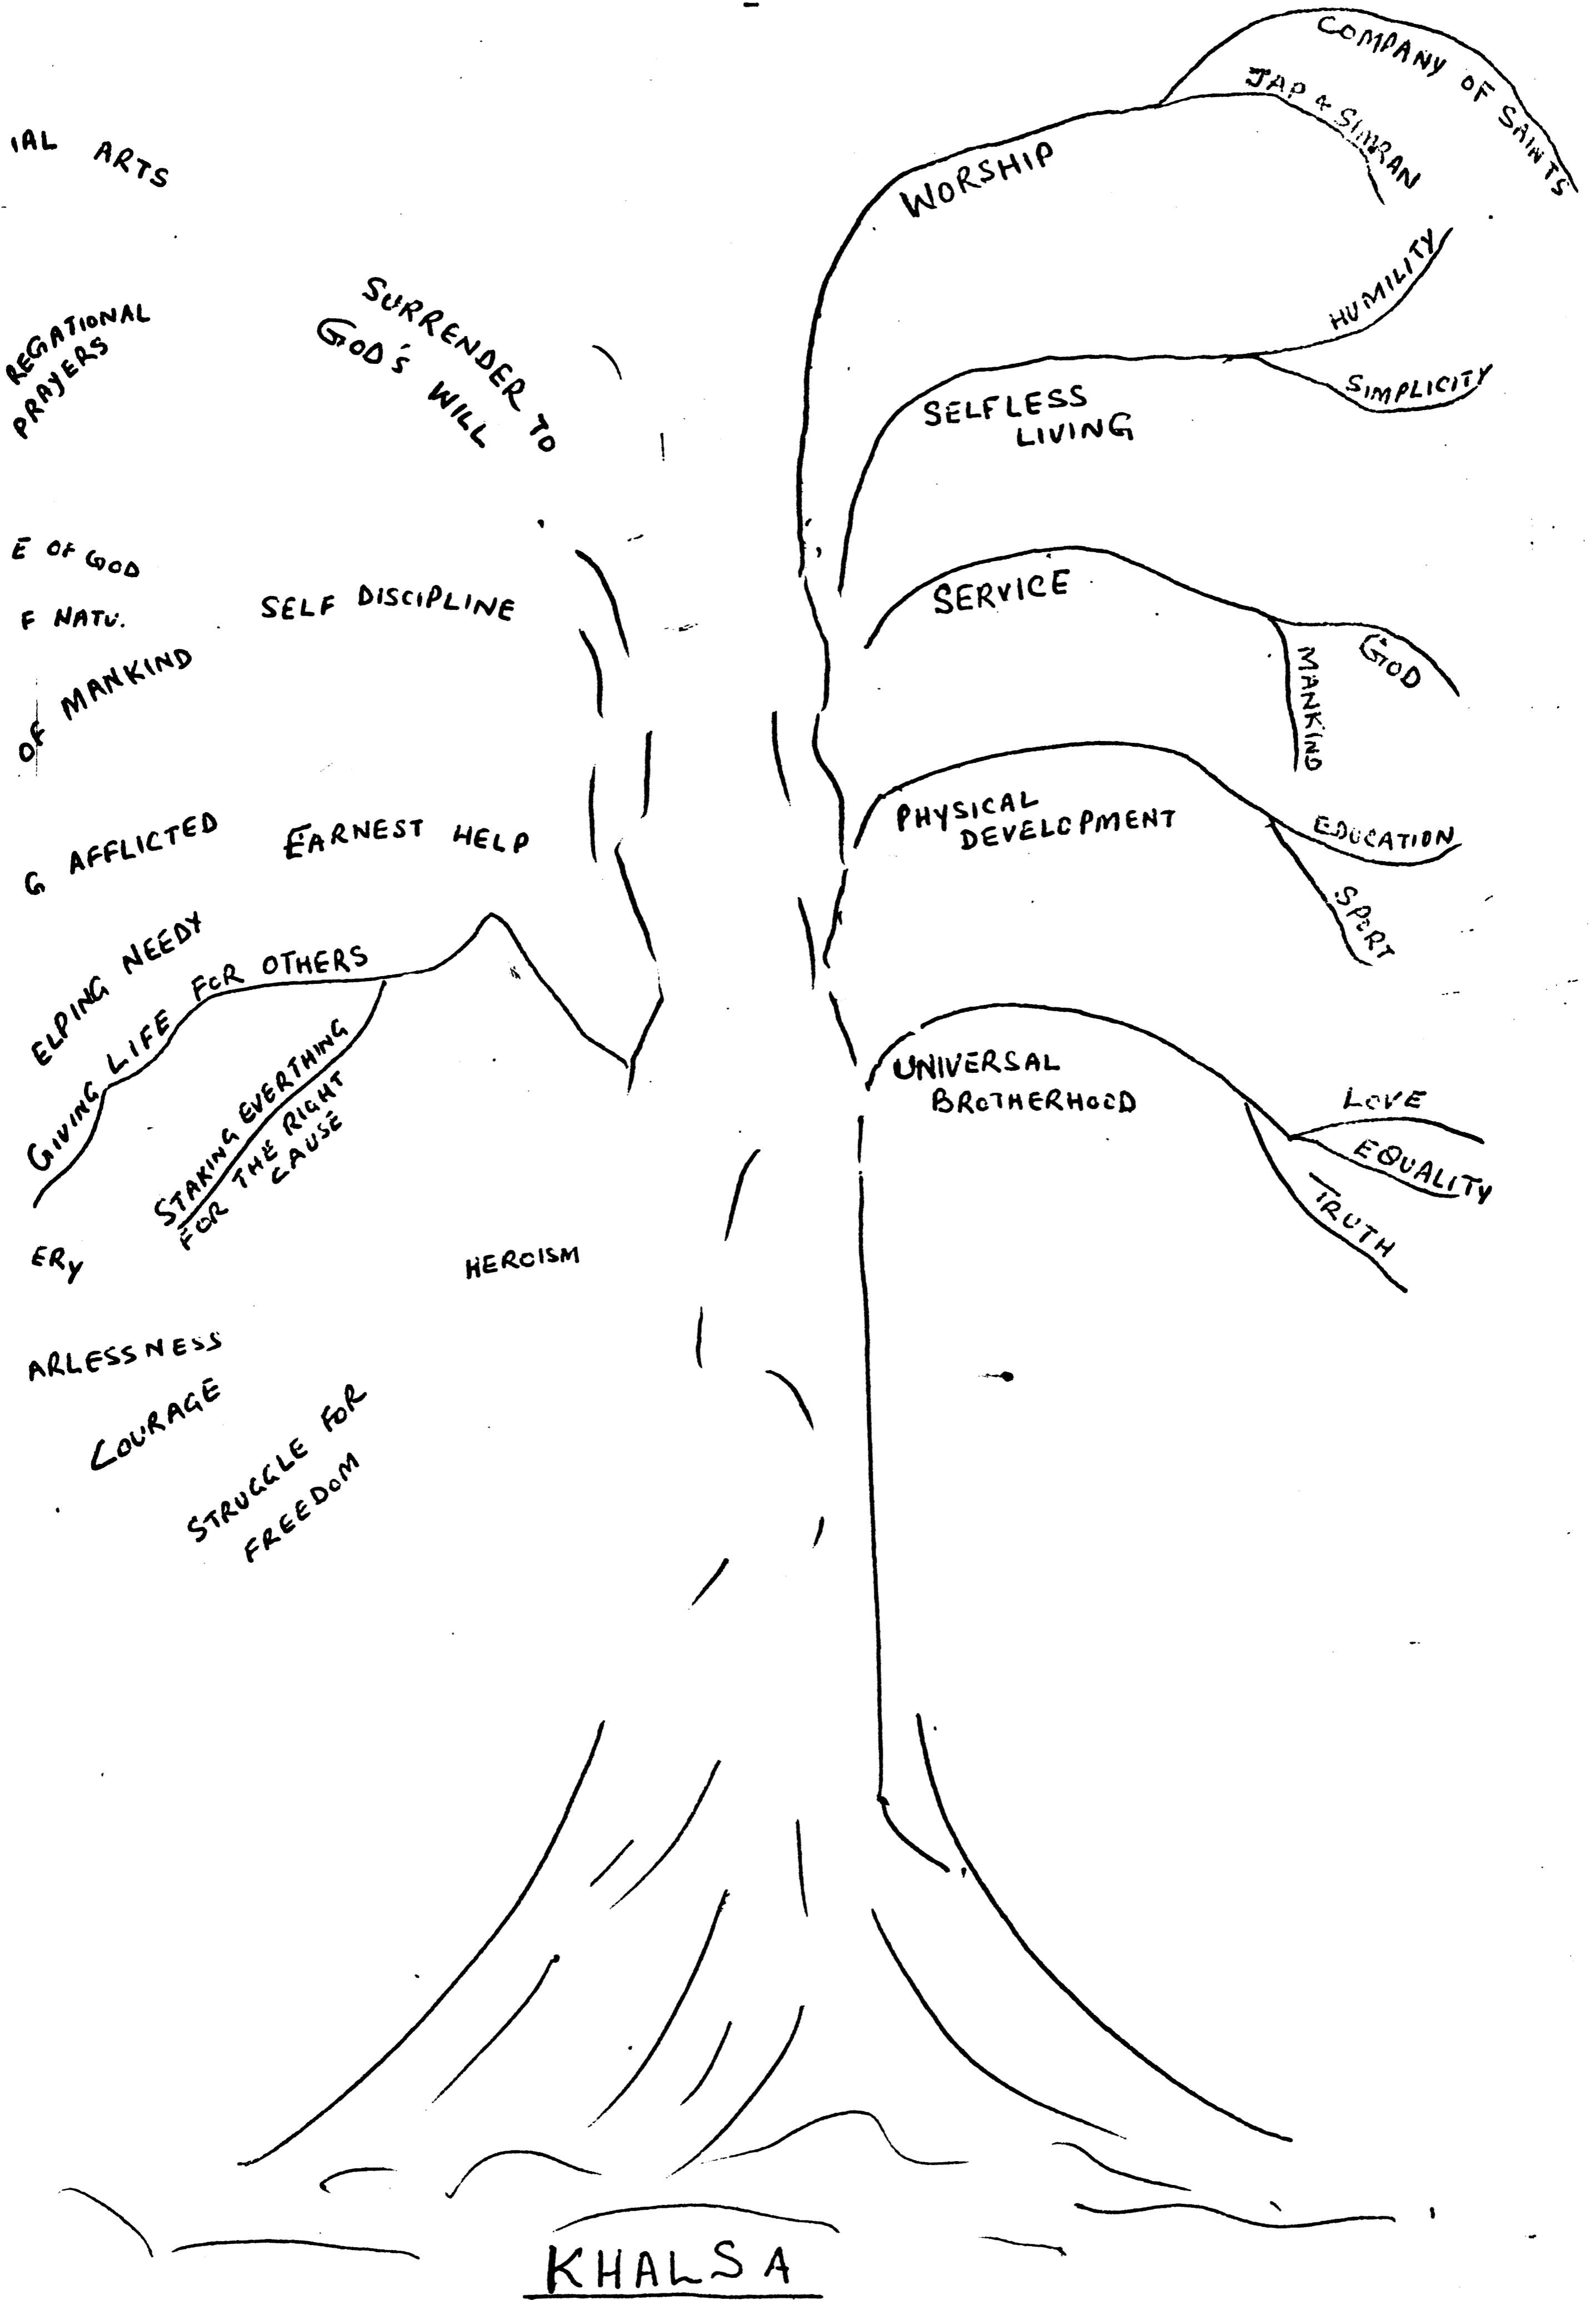 COMPANY OF SAINTS
JAP & SIMRAN
WORSHIP
IAL ARTS
HUMILITY
SIMPLICITY
SELFLESS
LIVING
REGATIONAL
PRAYERS
SURRENDER TO
GOD'S WILL
E OF GOD
F NATU.
OF MANKIND
SELF DISCIPLINE
SERVICE
GOD
MANKIND
G AFFLICTED
EARNEST HELP
PHYSICAL
DEVELOPMENT
EDUCATION
SPORT
ELPING NEEDY
GIVING LIFE FOR OTHERS
STAKING EVERTHING
FOR THE RIGHT
CAUSE
UNIVERSAL
BROTHERHOOD
LOVE
EQUALITY
TRUTH
ERY
HEROISM
ARLESSNESS
COURAGE
STRUGGLE FOR
FREEDOM
KHALSA